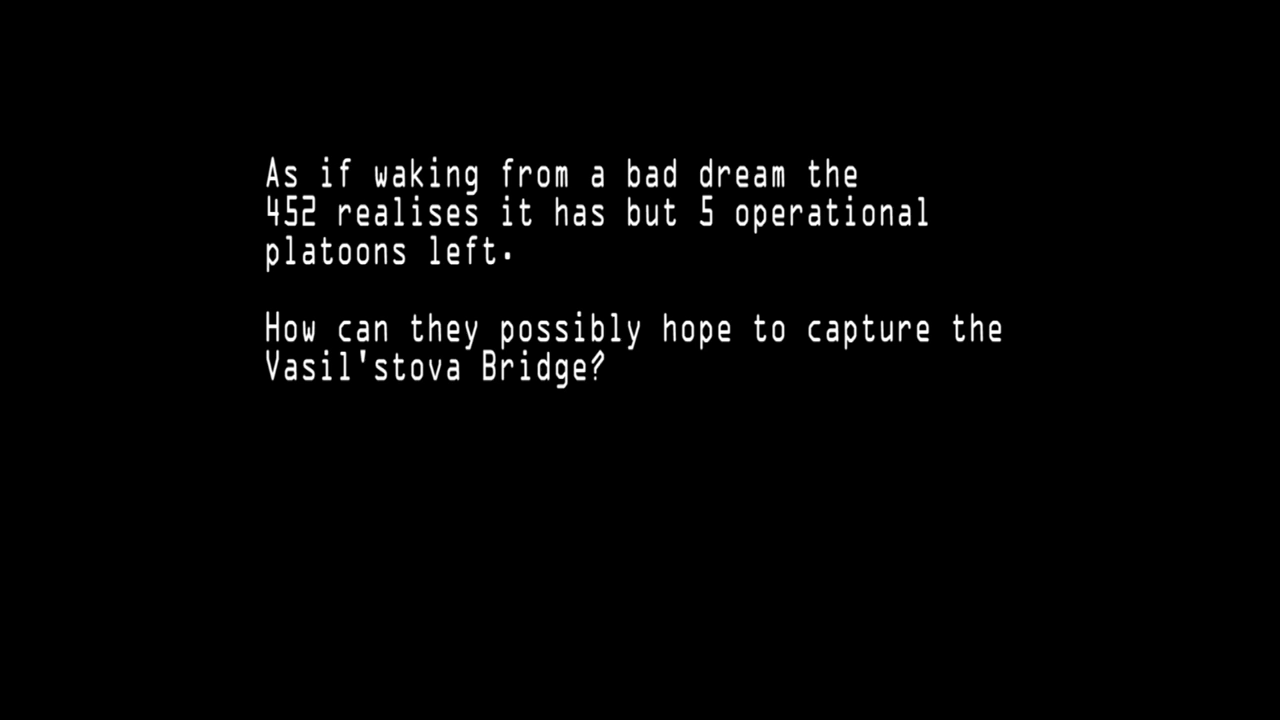 As if waking from a bad dream the
452 realises it has but 5 operational
platoons left.
How can they possibly hope to capture the
Vasil'stova Bridge?